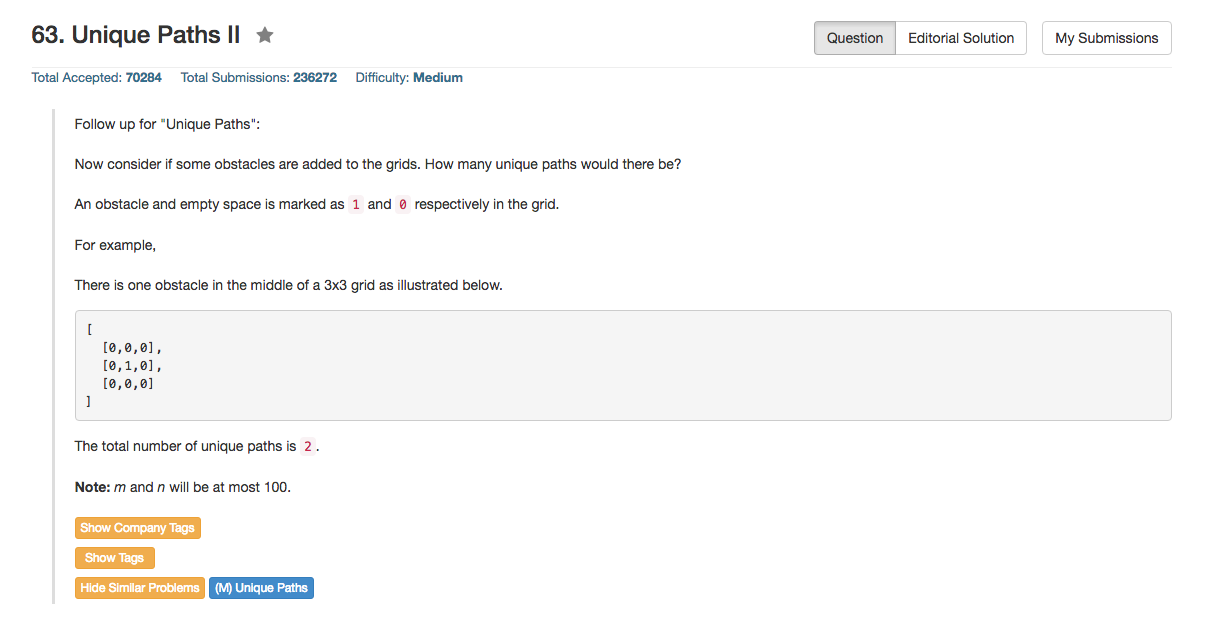 63. Unique Paths II
Question Editorial Solution My Submissions
Total Accepted: 70284 Total Submissions: 236272 Difficulty: Medium
Follow up for "Unique Paths":
Now consider if some obstacles are added to the grids. How many unique paths would there be?
An obstacle and empty space is marked as 1 and 0 respectively in the grid.
For example,
There is one obstacle in the middle of a 3x3 grid as illustrated below.
[
  [0,0,0],
  [0,1,0],
  [0,0,0]
]
The total number of unique paths is 2.
Note: m and n will be at most 100.
Show Company Tags
Show Tags
Hide Similar Problems (M) Unique Paths